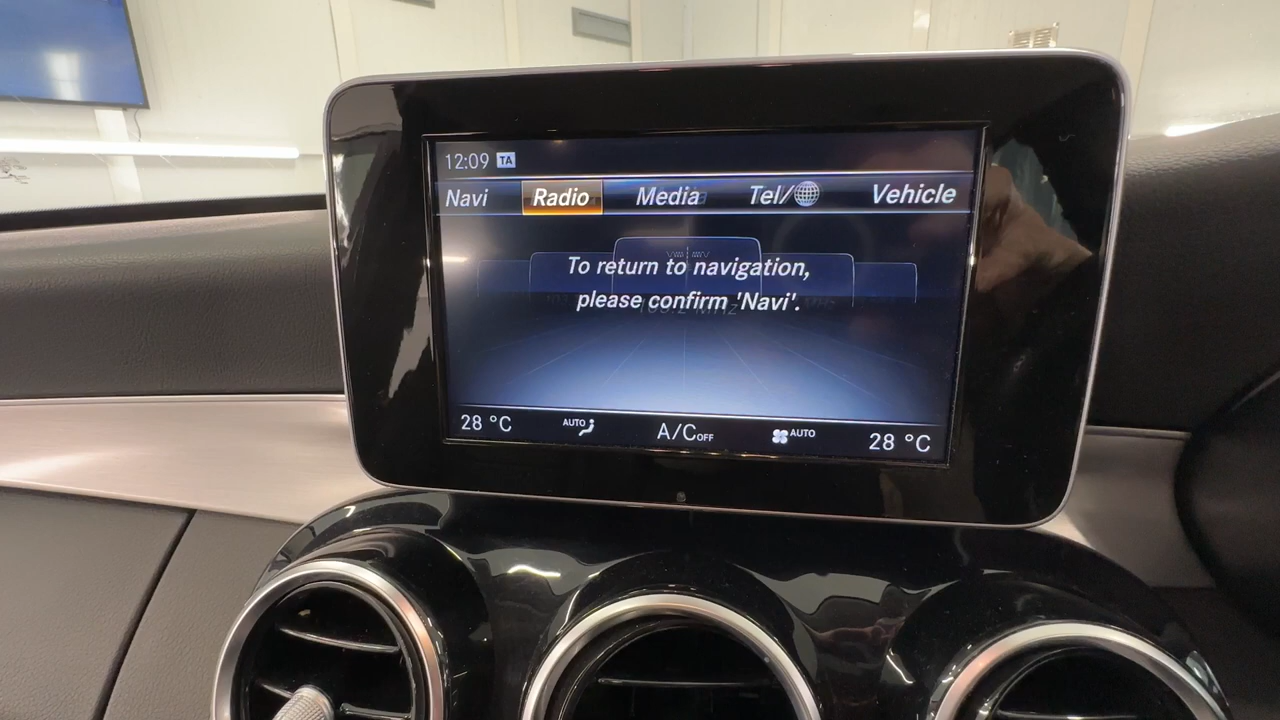 12:09 TA
Navi Radio Media Tel/ Vehicle
To return to navigation,
please confirm 'Navi'.
28 °C AUTO A/C OFF AUTO 28 °C